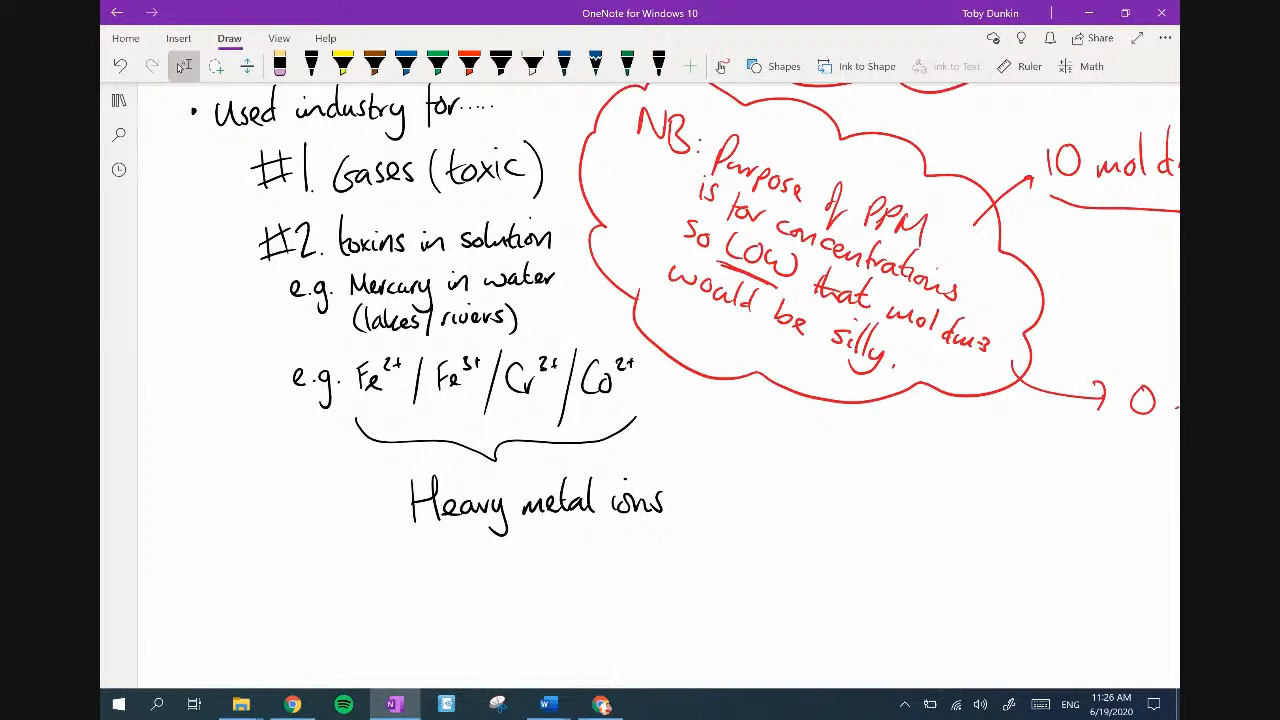 OneNote for Windows 10
Toby Dunkin
Home Insert Draw View Help
Share
Shapes Ink to Shape Ink to Text Ruler Math
• Used industry for.....
#1. Gases (toxic)
#2. toxins in solution
e.g. Mercury in water
(lakes/rivers)
e.g. Fe2+ / Fe3+ / Cr2+ / Co2+
Heavy metal ions
NB: Purpose of PPM
is for concentrations
so LOW that mol dm-3
would be silly.
10 mol d
0
11:26 AM
6/19/2020